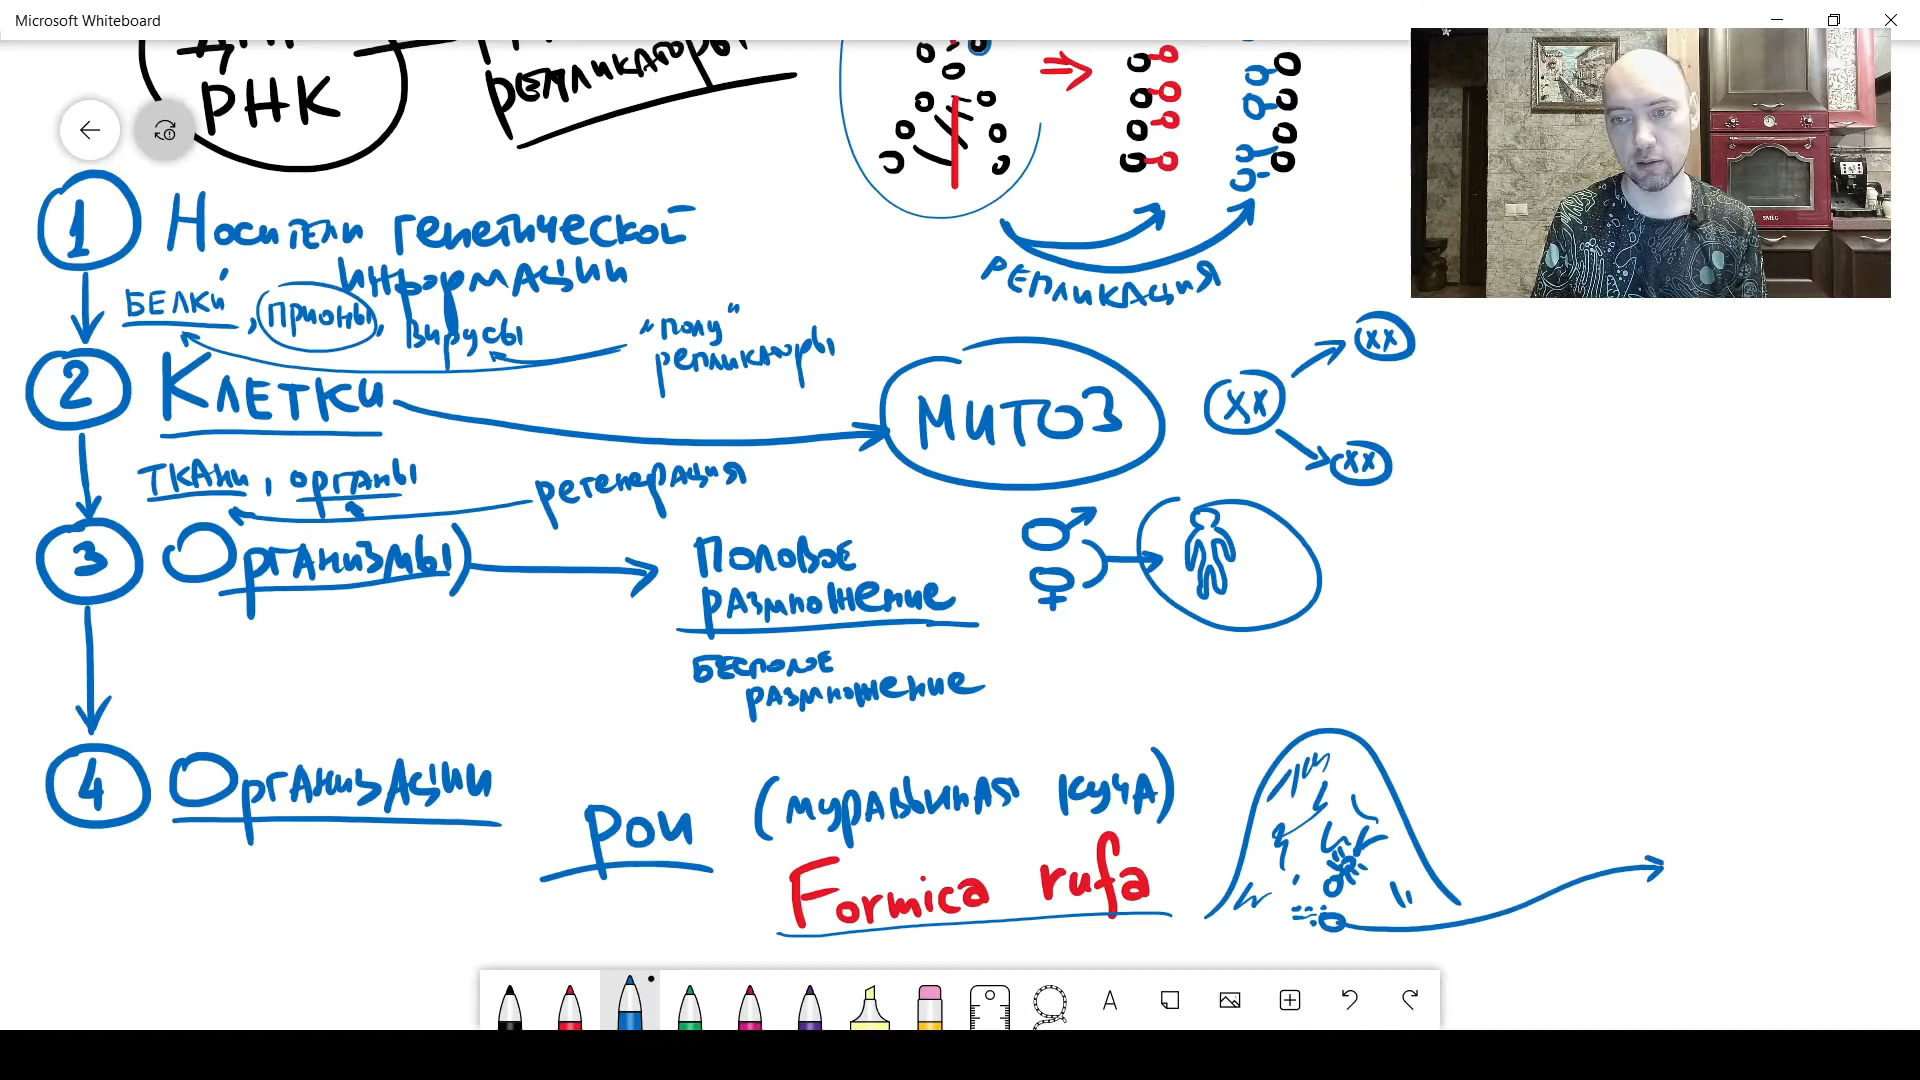 Microsoft Whiteboard
РНК
репликаторы
1 Носители генетической
информации
БЕЛКИ, Прионы, Вирусы
"полу"
репликаторы
РЕПЛИКАЦИЯ
2 Клетки
МИТОЗ
XX
XX
XX
ткани, органы
регенерация
3 Организмы
Половое
размножение
Бесполое
размножение
4 Организации
рои
(муравьиная куча)
Formica rufa
SMEG
A